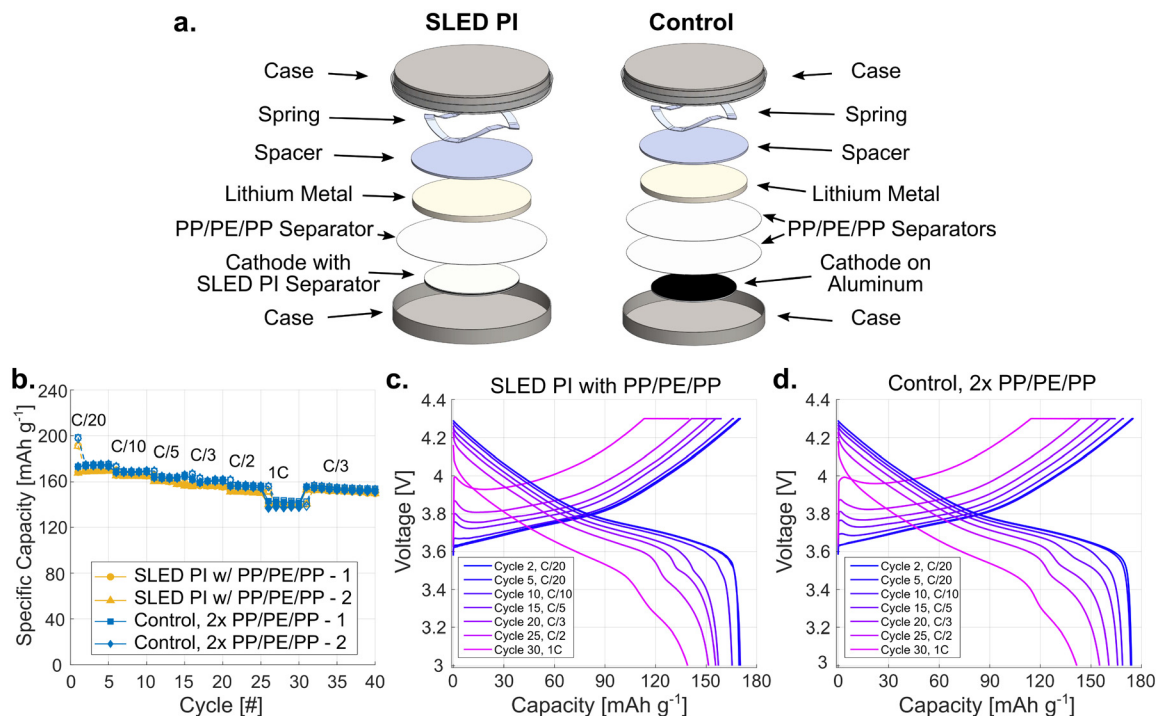 a.
SLED PI
Control
Case
Spring
Spacer
Lithium Metal
PP/PE/PP Separator
Cathode with
SLED PI Separator
Case
Case
Spring
Spacer
Lithium Metal
PP/PE/PP Separators
Cathode on
Aluminum
Case
b.
Specific Capacity [mAh g⁻¹]
240
200
160
120
80
40
0
C/20
C/10
C/5
C/3
C/2
1C
C/3
SLED PI w/ PP/PE/PP - 1
SLED PI w/ PP/PE/PP - 2
Control, 2x PP/PE/PP - 1
Control, 2x PP/PE/PP - 2
0 5 10 15 20 25 30 35 40
Cycle [#]
c.
SLED PI with PP/PE/PP
Voltage [V]
4.4
4.2
4
3.8
3.6
3.4
3.2
3
Cycle 2, C/20
Cycle 5, C/20
Cycle 10, C/10
Cycle 15, C/5
Cycle 20, C/3
Cycle 25, C/2
Cycle 30, 1C
0 30 60 90 120 150 180
Capacity [mAh g⁻¹]
d.
Control, 2x PP/PE/PP
Voltage [V]
4.4
4.2
4
3.8
3.6
3.4
3.2
3
Cycle 2, C/20
Cycle 5, C/20
Cycle 10, C/10
Cycle 15, C/5
Cycle 20, C/3
Cycle 25, C/2
Cycle 30, 1C
0 30 60 90 120 150 180
Capacity [mAh g⁻¹]